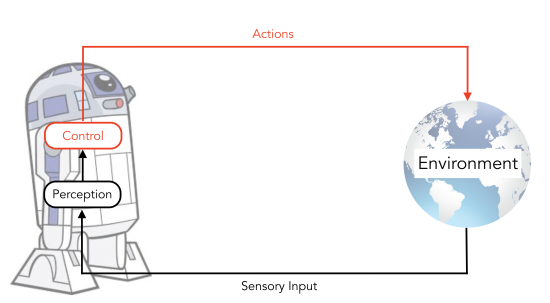 Actions
Control
Environment
Perception
Sensory Input